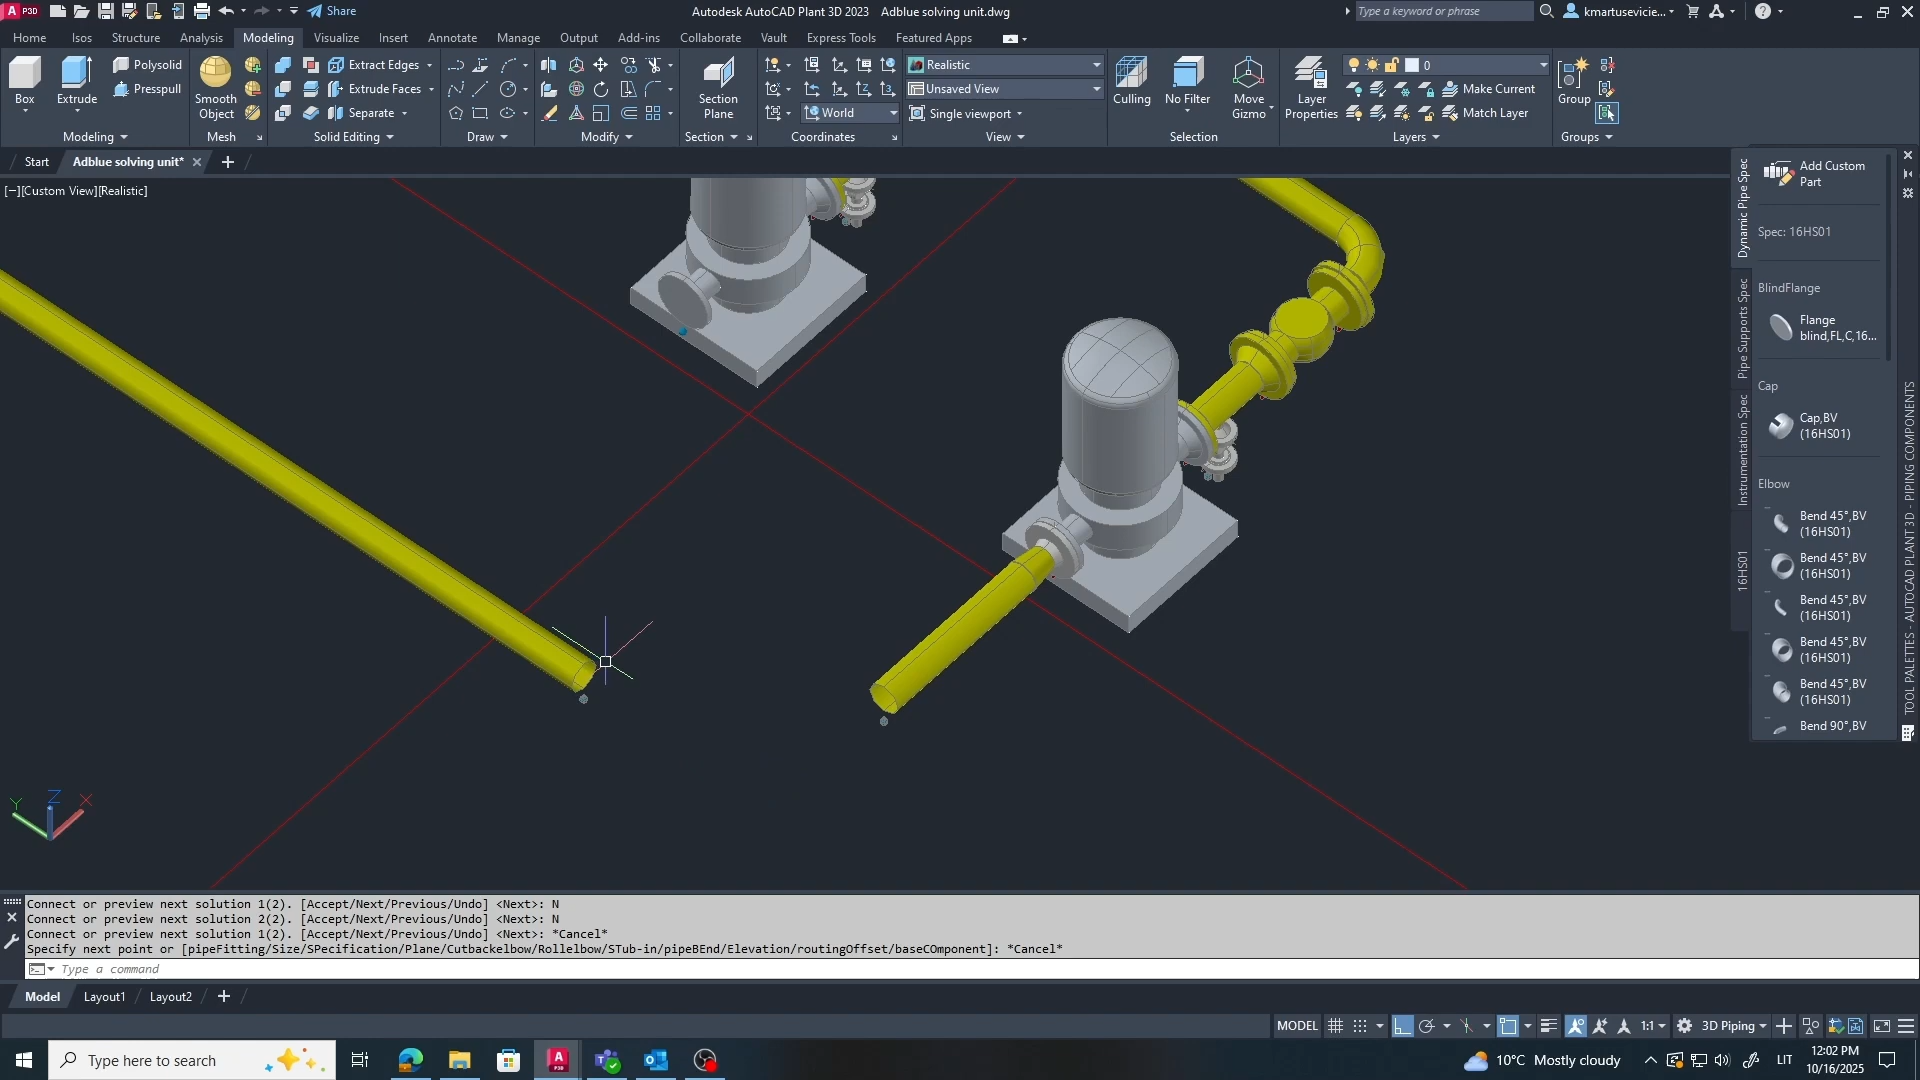 A P3D
Share
Autodesk AutoCAD Plant 3D 2023 Adblue solving unit.dwg
Type a keyword or phrase
kmartusevicie...
Home Isos Structure Analysis Modeling Visualize Insert Annotate Manage Output Add-ins Collaborate Vault Express Tools Featured Apps
Box
Extrude
Polysolid
Presspull
Smooth Object
Extract Edges
Extrude Faces
Separate
Section Plane
World
Realistic
Unsaved View
Single viewport
Culling
No Filter
Move Gizmo
Layer Properties
0
Make Current
Match Layer
Group
Modeling
Mesh
Solid Editing
Draw
Modify
Section
Coordinates
View
Selection
Layers
Groups
Start
Adblue solving unit*
[−][Custom View][Realistic]
Dynamic Pipe Spec
Pipe Supports Spec
Instrumentation Spec
16HS01
Add Custom
Part
Spec: 16HS01
BlindFlange
Flange
blind,FL,C,16...
Cap
Cap,BV
(16HS01)
Elbow
Bend 45°,BV
(16HS01)
Bend 45°,BV
(16HS01)
Bend 45°,BV
(16HS01)
Bend 45°,BV
(16HS01)
Bend 45°,BV
(16HS01)
Bend 90°,BV
TOOL PALETTES - AUTOCAD PLANT 3D - PIPING COMPONENTS
Y Z X
Connect or preview next solution 1(2). [Accept/Next/Previous/Undo] <Next>: N
Connect or preview next solution 2(2). [Accept/Next/Previous/Undo] <Next>: N
Connect or preview next solution 1(2). [Accept/Next/Previous/Undo] <Next>: *Cancel*
Specify next point or [pipeFitting/Size/SPecification/Plane/Cutbackelbow/Rollelbow/STub-in/pipeBEnd/Elevation/routingOffset/baseCOmponent]: *Cancel*
Type a command
Model Layout1 Layout2
MODEL
1:1
3D Piping
Type here to search
10°C Mostly cloudy
LIT
12:02 PM
10/16/2025